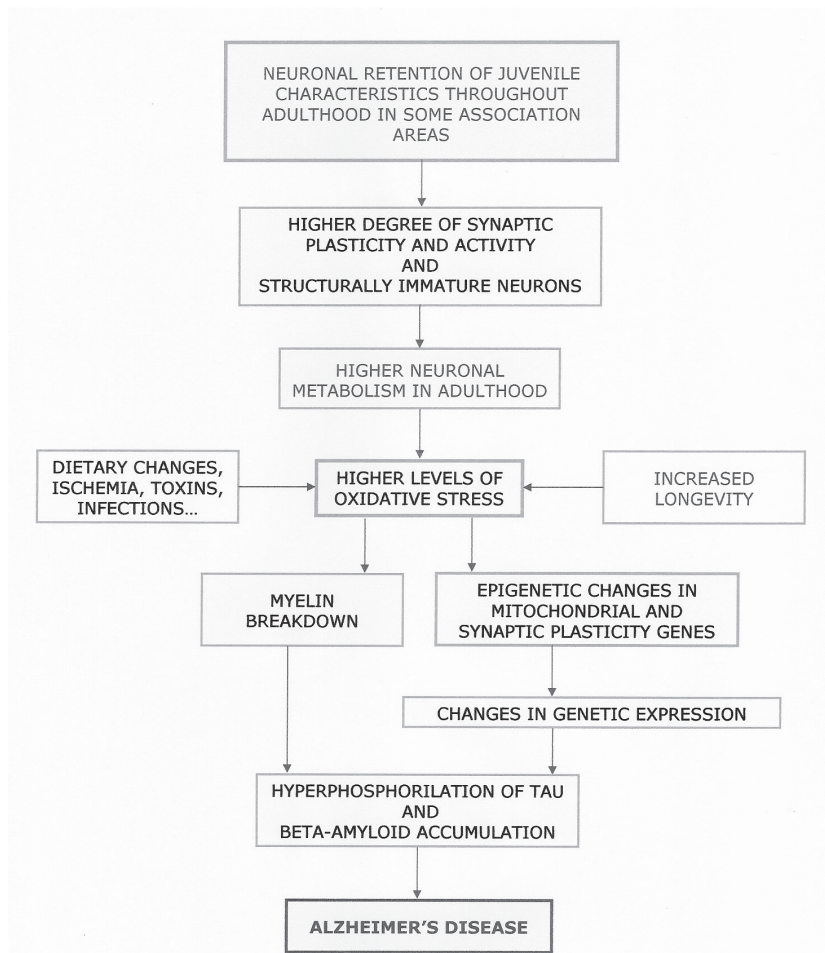 NEURONAL RETENTION OF JUVENILE
CHARACTERISTICS THROUGHOUT
ADULTHOOD IN SOME ASSOCIATION
AREAS
HIGHER DEGREE OF SYNAPTIC
PLASTICITY AND ACTIVITY
AND
STRUCTURALLY IMMATURE NEURONS
HIGHER NEURONAL
METABOLISM IN ADULTHOOD
DIETARY CHANGES,
ISCHEMIA, TOXINS,
INFECTIONS...
HIGHER LEVELS OF
OXIDATIVE STRESS
INCREASED
LONGEVITY
MYELIN
BREAKDOWN
EPIGENETIC CHANGES IN
MITOCHONDRIAL AND
SYNAPTIC PLASTICITY GENES
CHANGES IN GENETIC EXPRESSION
HYPERPHOSPHORILATION OF TAU
AND
BETA-AMYLOID ACCUMULATION
ALZHEIMER'S DISEASE